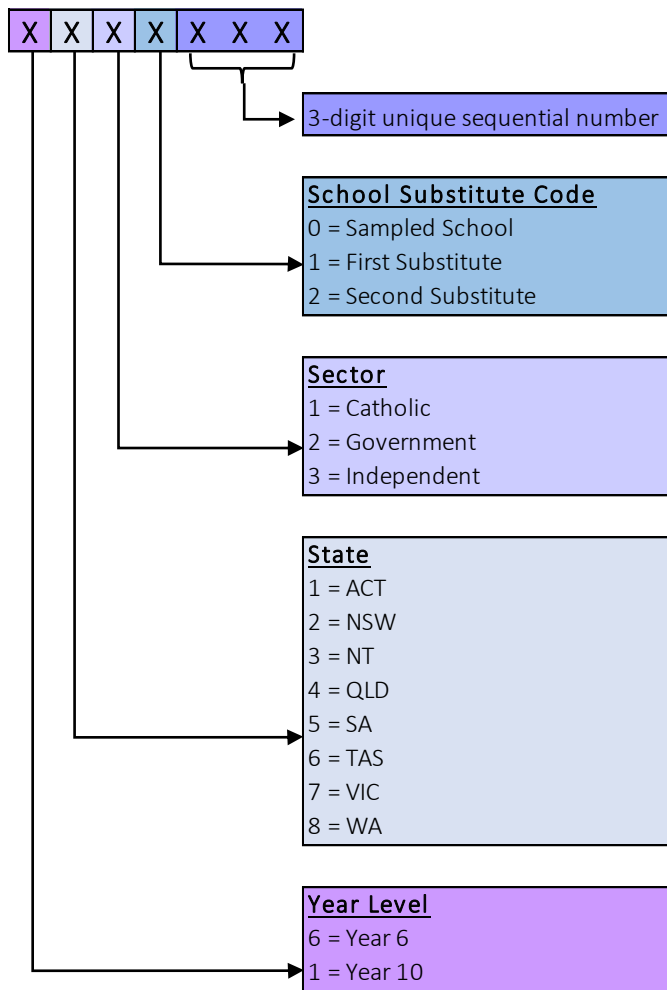 X X X X X X X
3-digit unique sequential number
School Substitute Code
0 = Sampled School
1 = First Substitute
2 = Second Substitute
Sector
1 = Catholic
2 = Government
3 = Independent
State
1 = ACT
2 = NSW
3 = NT
4 = QLD
5 = SA
6 = TAS
7 = VIC
8 = WA
Year Level
6 = Year 6
1 = Year 10